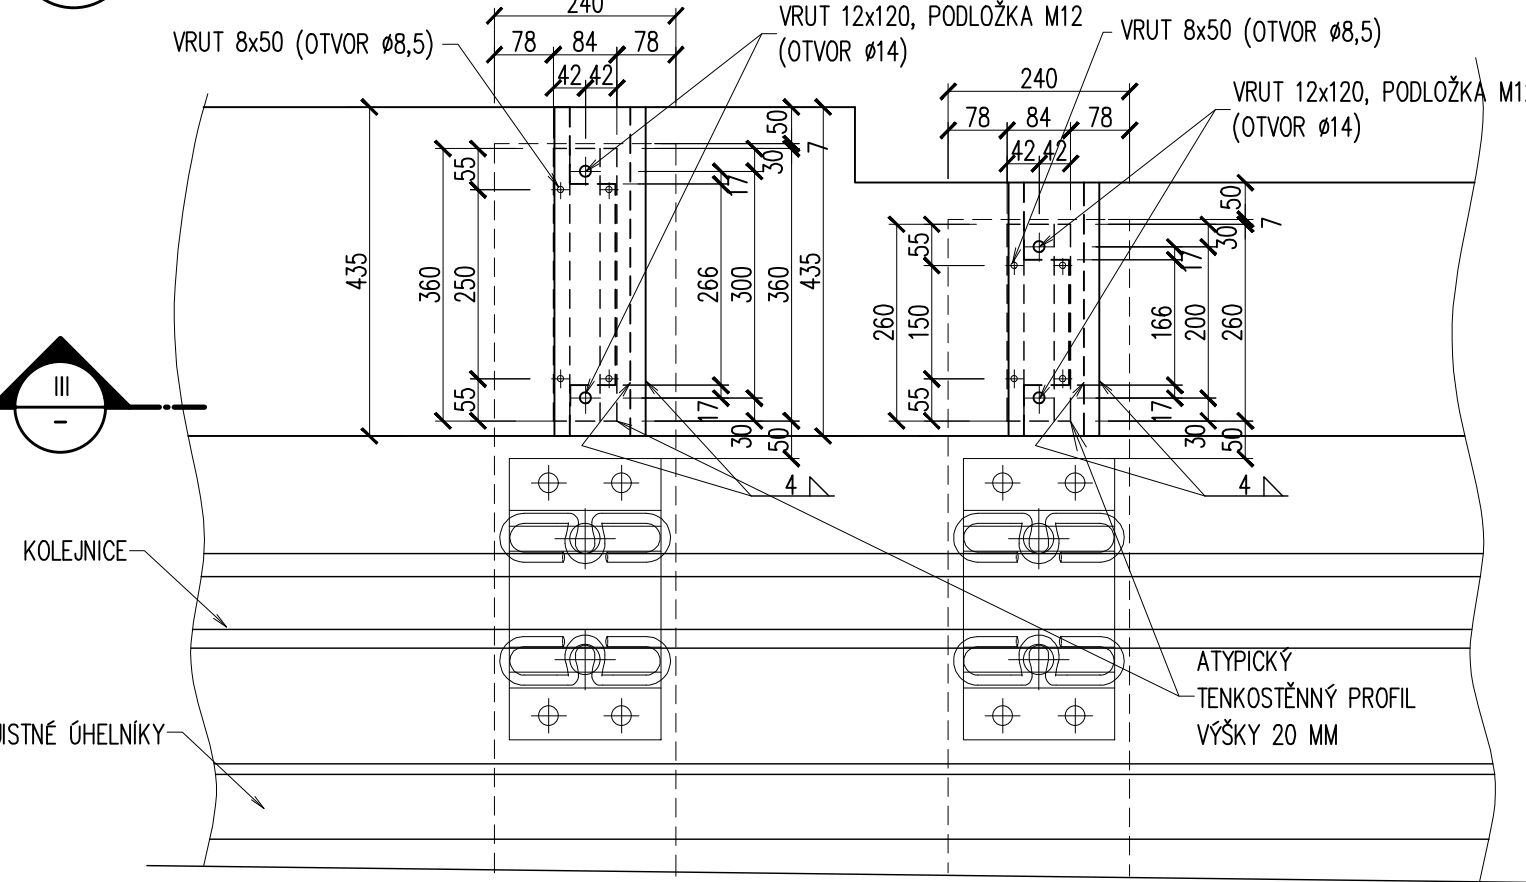 240
VRUT 12x120, PODLOŽKA M12
(OTVOR ø14)
VRUT 8x50 (OTVOR ø8,5)
VRUT 8x50 (OTVOR ø8,5)
78 84 78
42 42
240
VRUT 12x120, PODLOŽKA M12
(OTVOR ø14)
78 84 78
42 42
435
360
55
250
55
17
266
17
30
300
30
50
7
360
50
435
260
55
150
55
17
166
17
30
200
30
50
7
260
50
III
-
4
4
KOLEJNICE
ATYPICKÝ
TENKOSTĚNNÝ PROFIL
VÝŠKY 20 MM
JISTNÉ ÚHELNÍKY